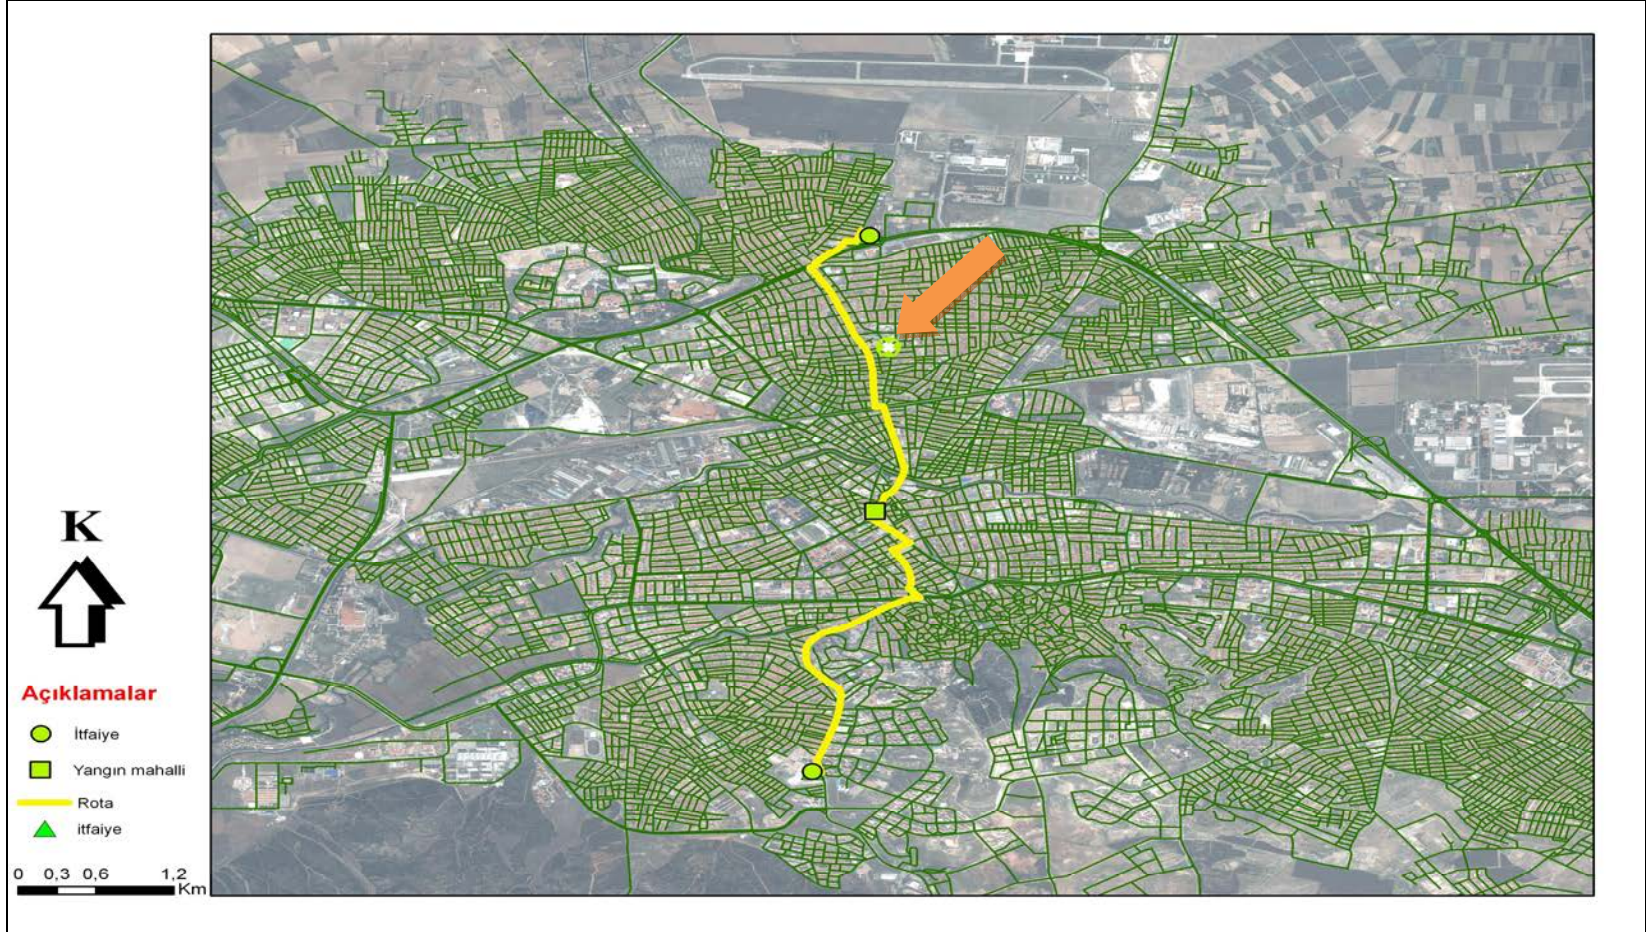 K
Açıklamalar
İtfaiye
Yangın mahalli
Rota
itfaiye
0 0,3 0,6 1,2
Km